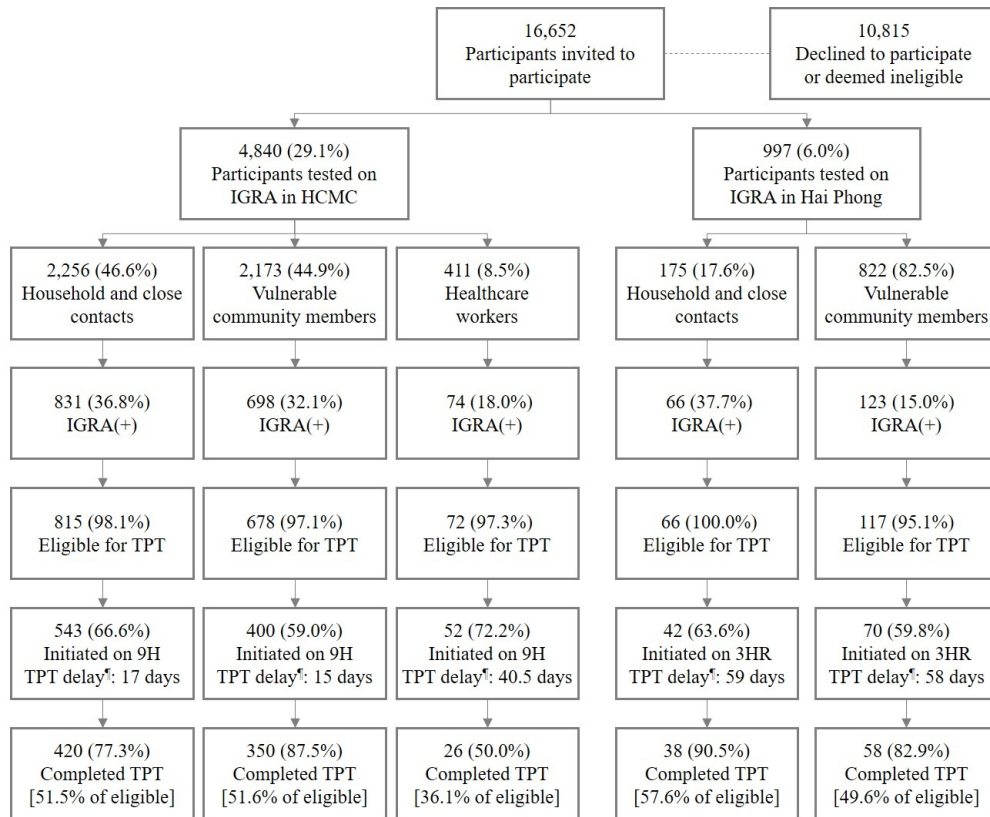 16,652
Participants invited to
participate
10,815
Declined to participate
or deemed ineligible
4,840 (29.1%)
Participants tested on
IGRA in HCMC
997 (6.0%)
Participants tested on
IGRA in Hai Phong
2,256 (46.6%)
Household and close
contacts
2,173 (44.9%)
Vulnerable
community members
411 (8.5%)
Healthcare
workers
175 (17.6%)
Household and close
contacts
822 (82.5%)
Vulnerable
community members
831 (36.8%)
IGRA(+)
698 (32.1%)
IGRA(+)
74 (18.0%)
IGRA(+)
66 (37.7%)
IGRA(+)
123 (15.0%)
IGRA(+)
815 (98.1%)
Eligible for TPT
678 (97.1%)
Eligible for TPT
72 (97.3%)
Eligible for TPT
66 (100.0%)
Eligible for TPT
117 (95.1%)
Eligible for TPT
543 (66.6%)
Initiated on 9H
TPT delay¶: 17 days
400 (59.0%)
Initiated on 9H
TPT delay¶: 15 days
52 (72.2%)
Initiated on 9H
TPT delay¶: 40.5 days
42 (63.6%)
Initiated on 3HR
TPT delay¶: 59 days
70 (59.8%)
Initiated on 3HR
TPT delay¶: 58 days
420 (77.3%)
Completed TPT
[51.5% of eligible]
350 (87.5%)
Completed TPT
[51.6% of eligible]
26 (50.0%)
Completed TPT
[36.1% of eligible]
38 (90.5%)
Completed TPT
[57.6% of eligible]
58 (82.9%)
Completed TPT
[49.6% of eligible]